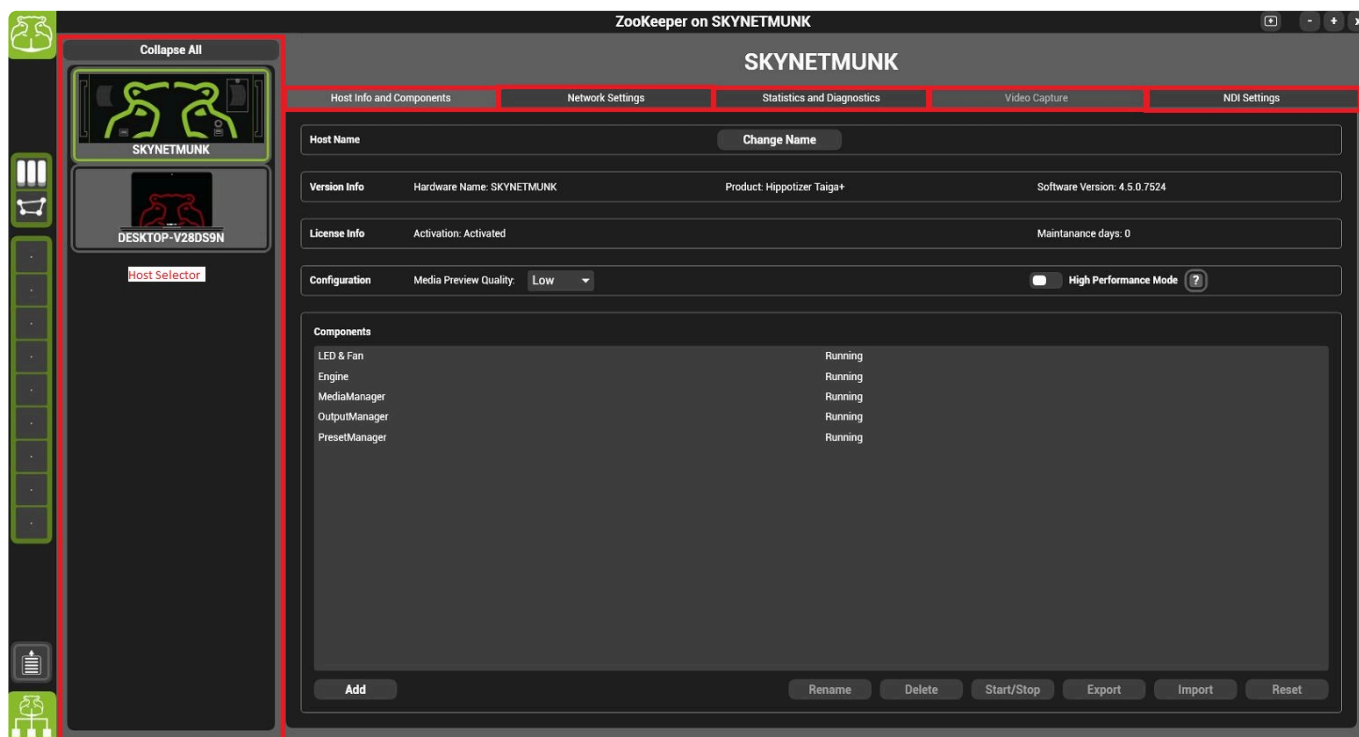 ZooKeeper on SKYNETMUNK
Collapse All
SKYNETMUNK
DESKTOP-V28DS9N
Host Selector
SKYNETMUNK
Host Info and Components Network Settings Statistics and Diagnostics Video Capture NDI Settings
Host Name Change Name
Version Info Hardware Name: SKYNETMUNK Product: Hippotizer Taiga+ Software Version: 4.5.0.7524
License Info Activation: Activated Maintanance days: 0
Configuration Media Preview Quality: Low High Performance Mode ?
Components
LED & Fan Running
Engine Running
MediaManager Running
OutputManager Running
PresetManager Running
Add Rename Delete Start/Stop Export Import Reset